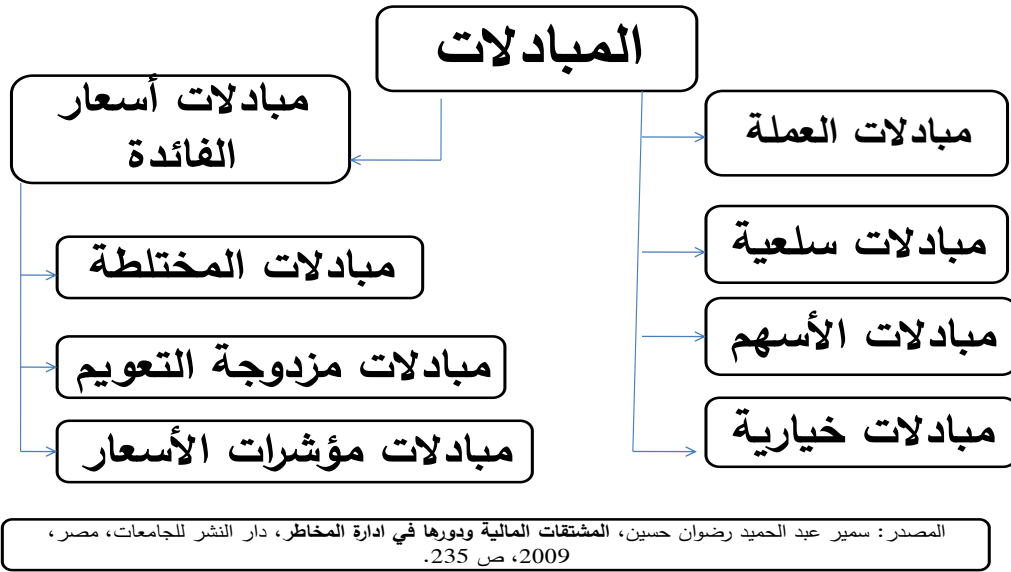 المبادلات
مبادلات العملة
مبادلات سلعية
مبادلات الأسهم
مبادلات خيارية
مبادلات أسعار
الفائدة
مبادلات المختلطة
مبادلات مزدوجة التعويم
مبادلات مؤشرات الأسعار
المصدر: سمير عبد الحميد رضوان حسين، المشتقات المالية ودورها في ادارة المخاطر، دار النشر للجامعات، مصر،
2009، ص 235.